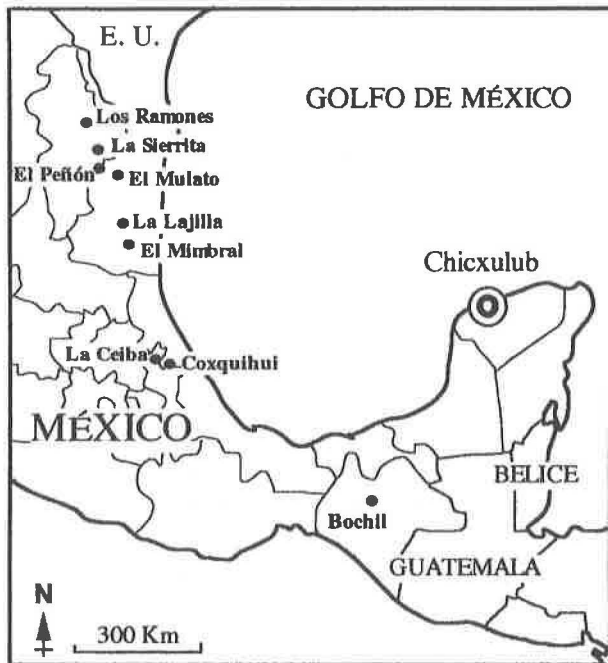 E. U.
GOLFO DE MÉXICO
Los Ramones
La Sierrita
El Peñón
El Mulato
La Lajilla
El Mimbral
Chicxulub
La Ceiba
Coxquihui
MÉXICO
BELICE
Bochil
GUATEMALA
N
300 Km